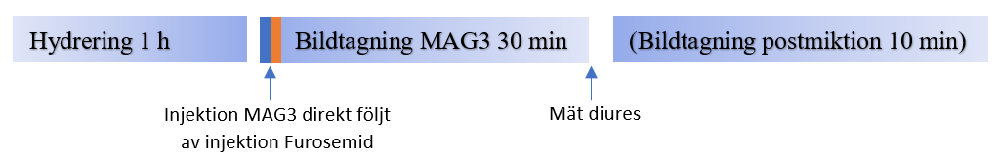 Hydrering 1 h
Bildtagning MAG3 30 min
(Bildtagning postmiktion 10 min)
Injektion MAG3 direkt följt
av injektion Furosemid
Mät diures